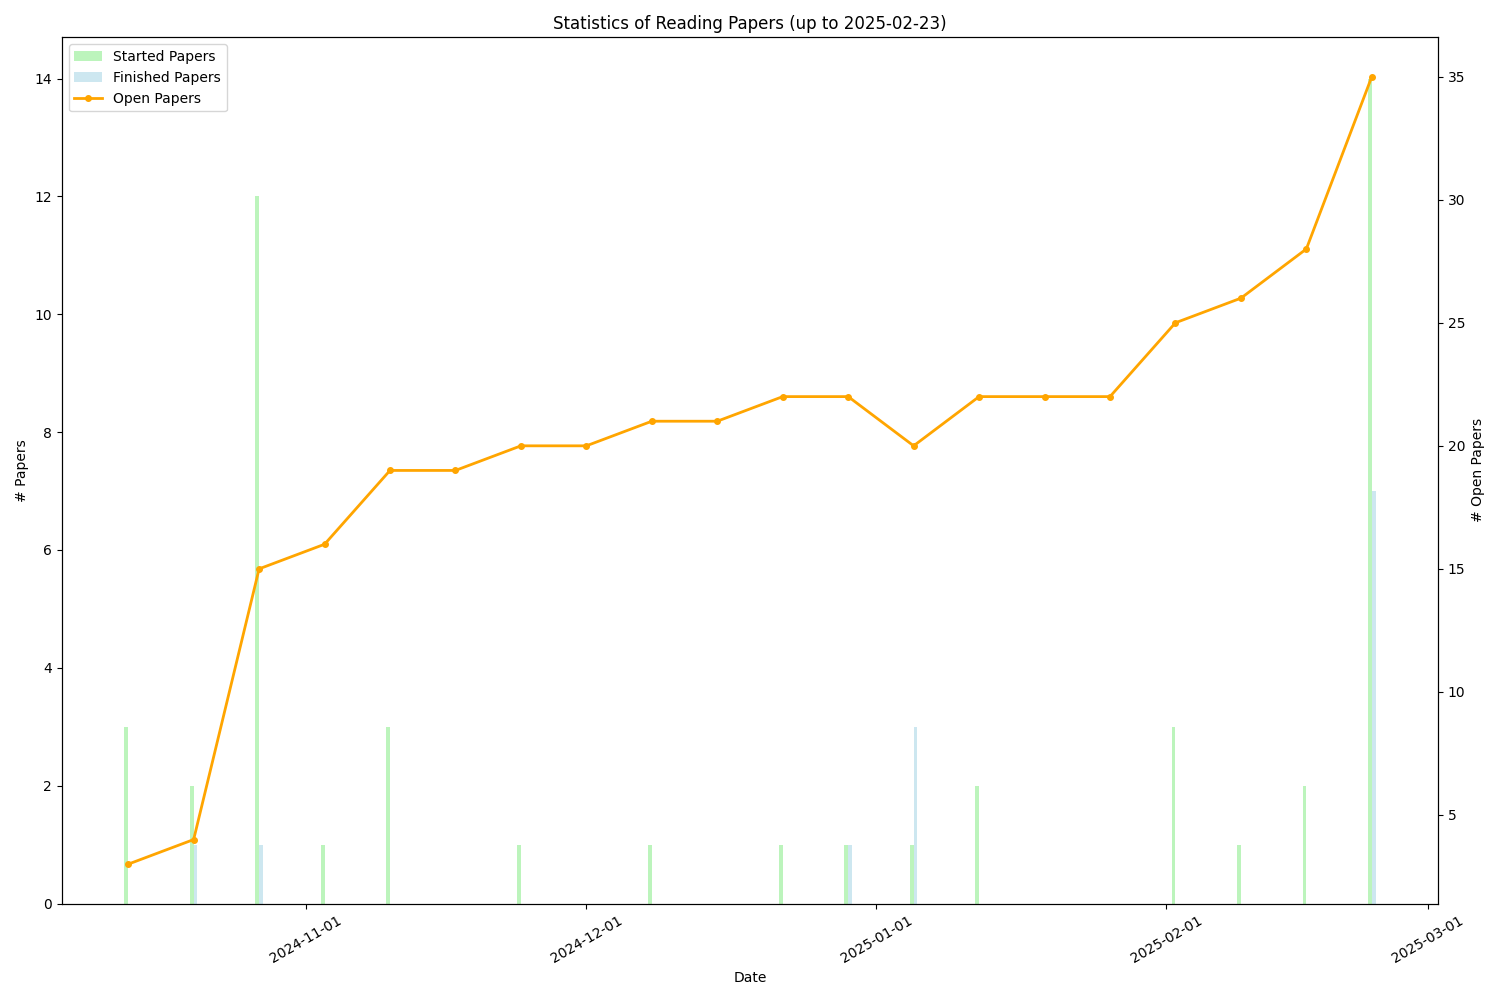 Statistics of Reading Papers (up to 2025-02-23)
Started Papers
Finished Papers
Open Papers
14
12
10
8
6
4
2
0
# Papers
35
30
25
20
15
10
5
# Open Papers
2024-11-01
2024-12-01
2025-01-01
2025-02-01
2025-03-01
Date